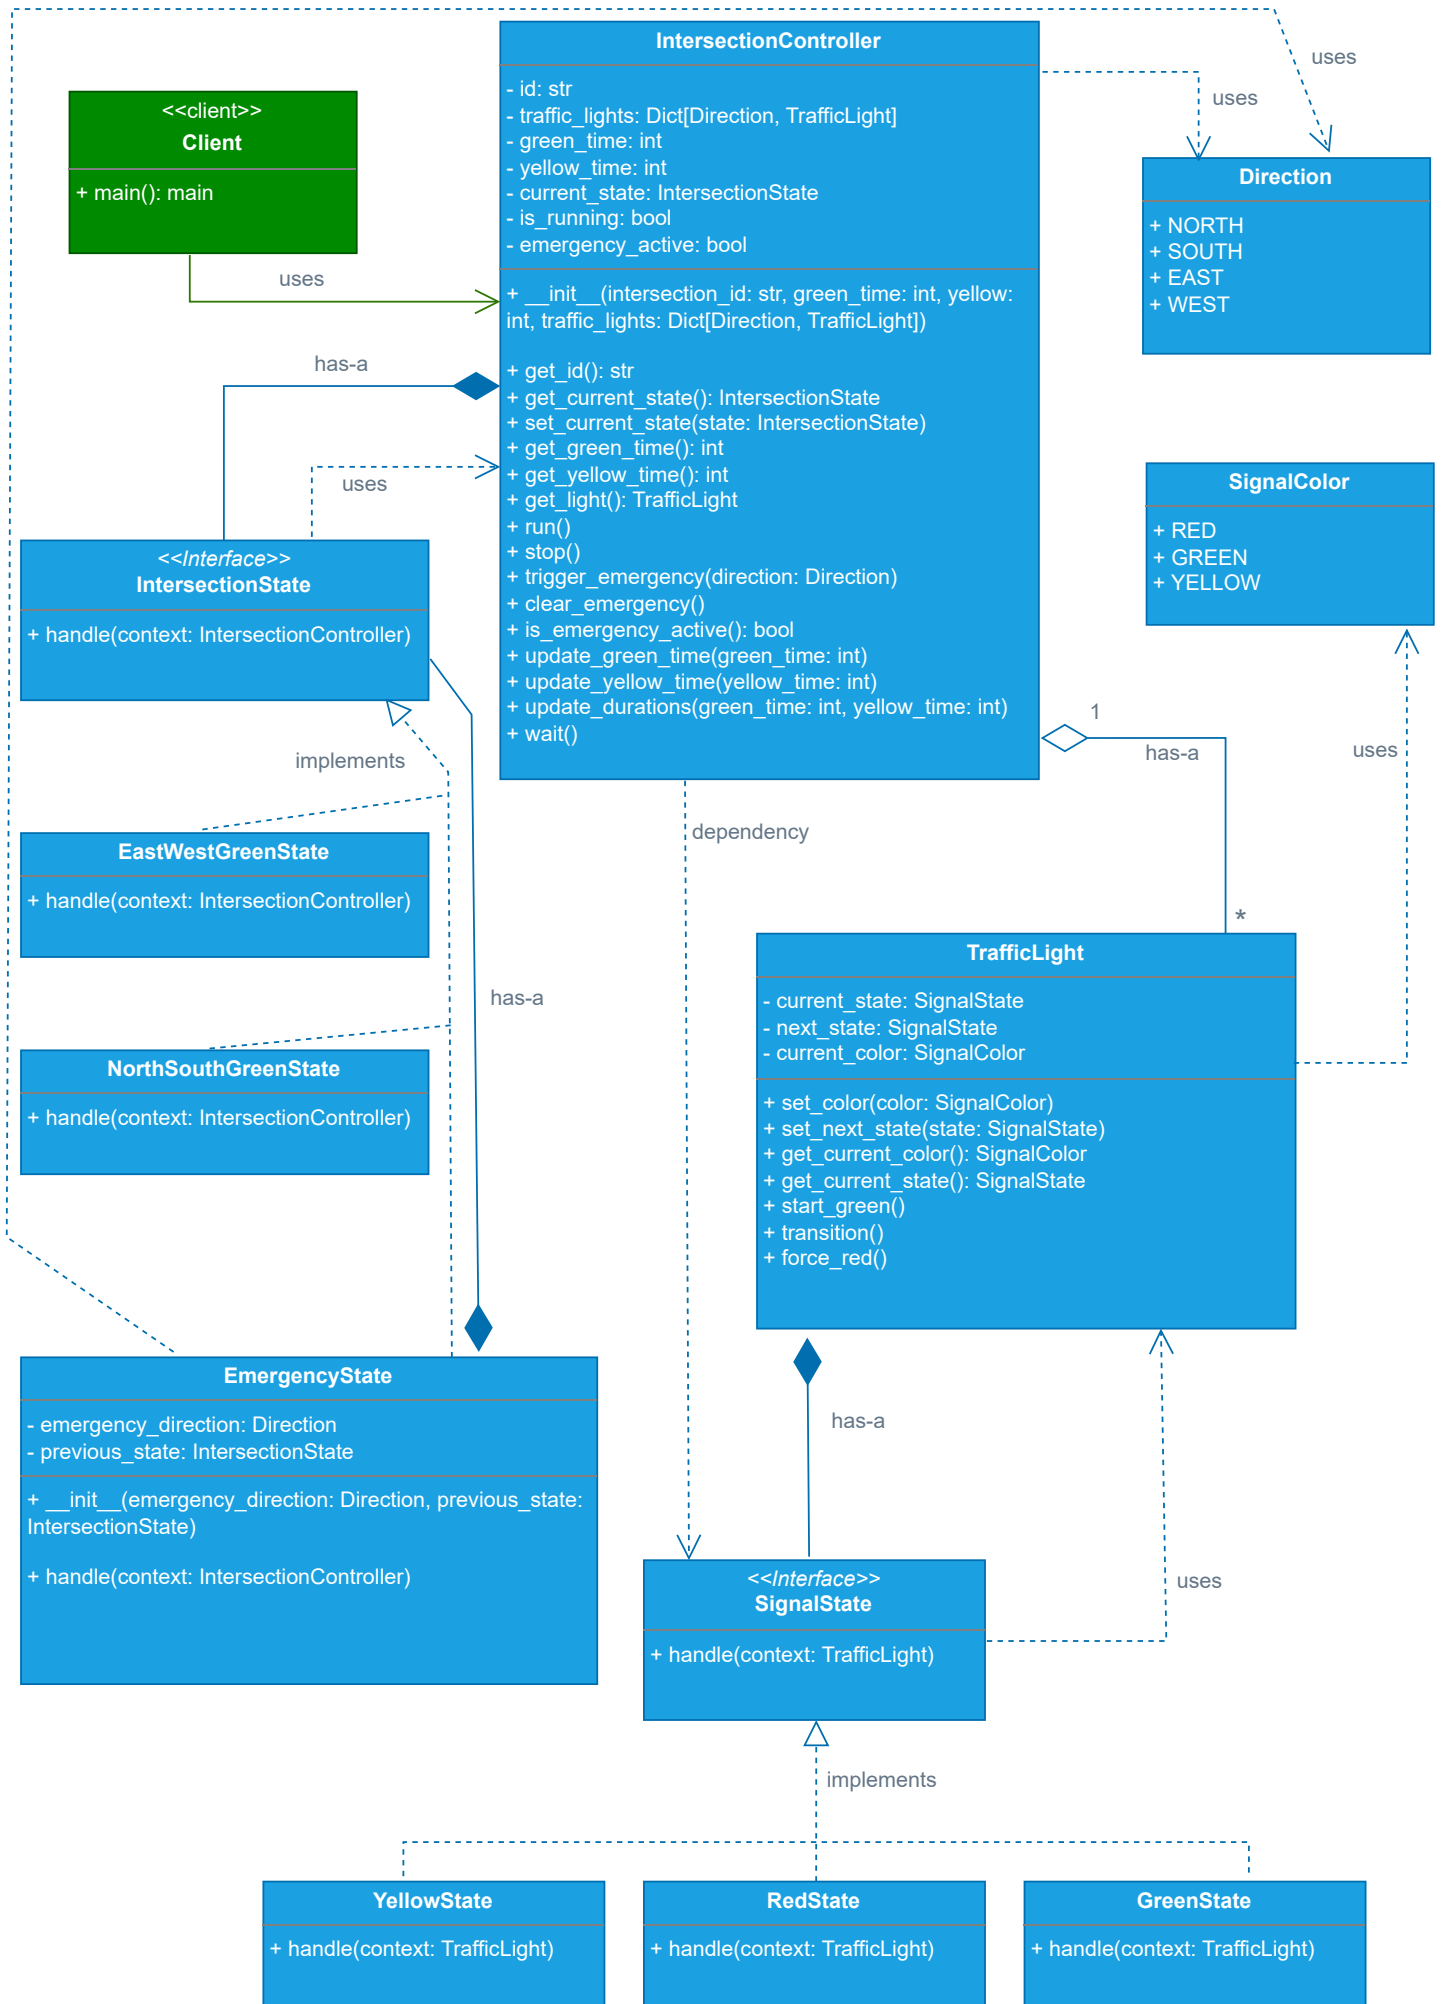 IntersectionController
- id: str
- traffic_lights: Dict[Direction, TrafficLight]
- green_time: int
- yellow_time: int
- current_state: IntersectionState
- is_running: bool
- emergency_active: bool
+ __init__(intersection_id: str, green_time: int, yellow:
int, traffic_lights: Dict[Direction, TrafficLight])
+ get_id(): str
+ get_current_state(): IntersectionState
+ set_current_state(state: IntersectionState)
+ get_green_time(): int
+ get_yellow_time(): int
+ get_light(): TrafficLight
+ run()
+ stop()
+ trigger_emergency(direction: Direction)
+ clear_emergency()
+ is_emergency_active(): bool
+ update_green_time(green_time: int)
+ update_yellow_time(yellow_time: int)
+ update_durations(green_time: int, yellow_time: int)
+ wait()
<<client>>
Client
+ main(): main
uses
has-a
uses
uses
uses
Direction
+ NORTH
+ SOUTH
+ EAST
+ WEST
SignalColor
+ RED
+ GREEN
+ YELLOW
<<Interface>>
IntersectionState
+ handle(context: IntersectionController)
implements
EastWestGreenState
+ handle(context: IntersectionController)
has-a
NorthSouthGreenState
+ handle(context: IntersectionController)
EmergencyState
- emergency_direction: Direction
- previous_state: IntersectionState
+ __init__(emergency_direction: Direction, previous_state:
IntersectionState)
+ handle(context: IntersectionController)
dependency
1
has-a
*
uses
TrafficLight
- current_state: SignalState
- next_state: SignalState
- current_color: SignalColor
+ set_color(color: SignalColor)
+ set_next_state(state: SignalState)
+ get_current_color(): SignalColor
+ get_current_state(): SignalState
+ start_green()
+ transition()
+ force_red()
has-a
uses
<<Interface>>
SignalState
+ handle(context: TrafficLight)
implements
YellowState
+ handle(context: TrafficLight)
RedState
+ handle(context: TrafficLight)
GreenState
+ handle(context: TrafficLight)